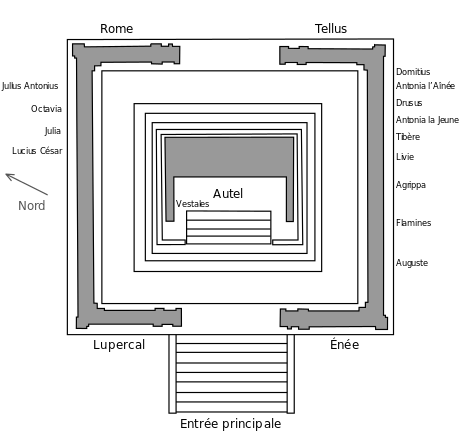 Rome
Tellus
Julius Antonius
Octavia
Julia
Lucius César
Nord
Domitius
Antonia l'Aînée
Drusus
Antonia la Jeune
Tibère
Livie
Agrippa
Flamines
Auguste
Autel
Vestales
Lupercal
Énée
Entrée principale